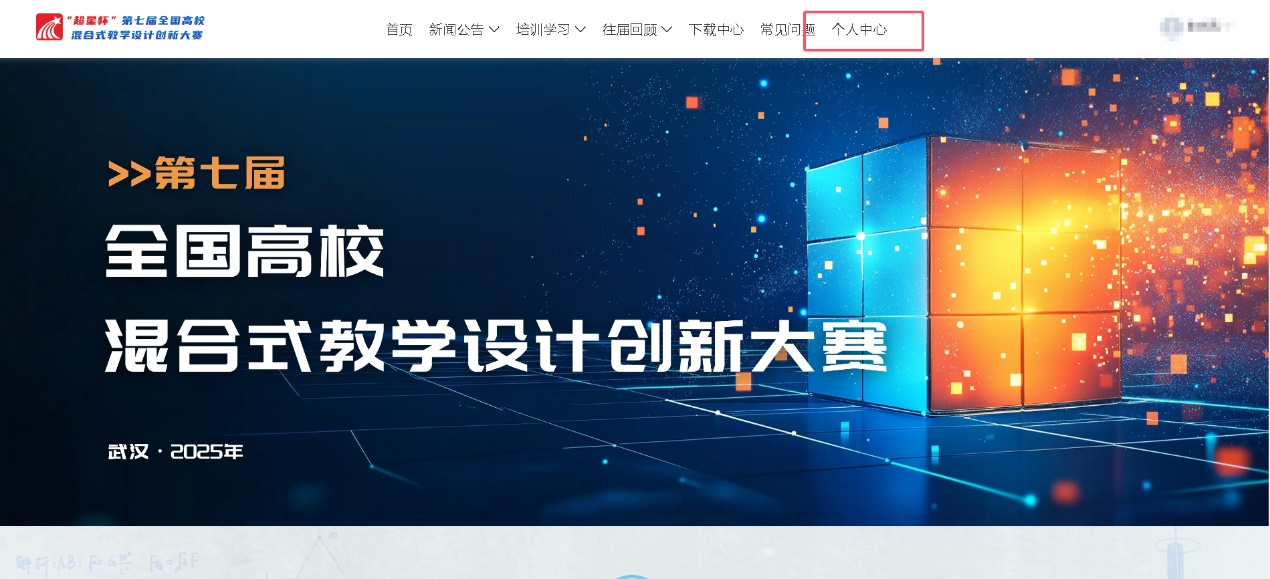 “超星杯”第七届全国高校
混合式教学设计创新大赛
首页 新闻公告 培训学习 往届回顾 下载中心 常见问题 个人中心
>>第七届
全国高校
混合式教学设计创新大赛
武汉·2025年